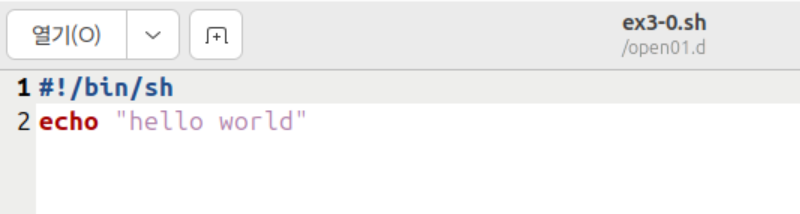 열기(O)
ex3-0.sh
/open01.d
1 #!/bin/sh
2 echo "hello world"